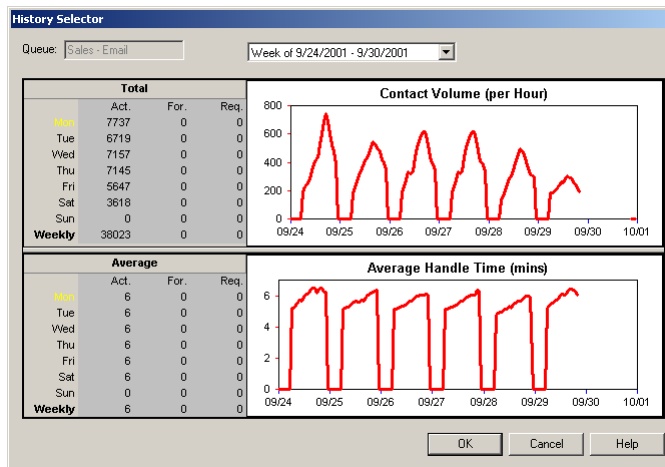 History Selector
Queue: Sales - Email
Week of 9/24/2001 - 9/30/2001
Total
Act. For. Req.
Mon 7737 0 0
Tue 6719 0 0
Wed 7157 0 0
Thu 7145 0 0
Fri 5647 0 0
Sat 3618 0 0
Sun 0 0 0
Weekly 38023 0 0
Contact Volume (per Hour)
800
600
400
200
0
09/24 09/25 09/26 09/27 09/28 09/29 09/30 10/01
Average
Act. For. Req.
Mon 6 0 0
Tue 6 0 0
Wed 6 0 0
Thu 6 0 0
Fri 6 0 0
Sat 6 0 0
Sun 0 0 0
Weekly 6 0 0
Average Handle Time (mins)
6
4
2
0
09/24 09/25 09/26 09/27 09/28 09/29 09/30 10/01
OK Cancel Help